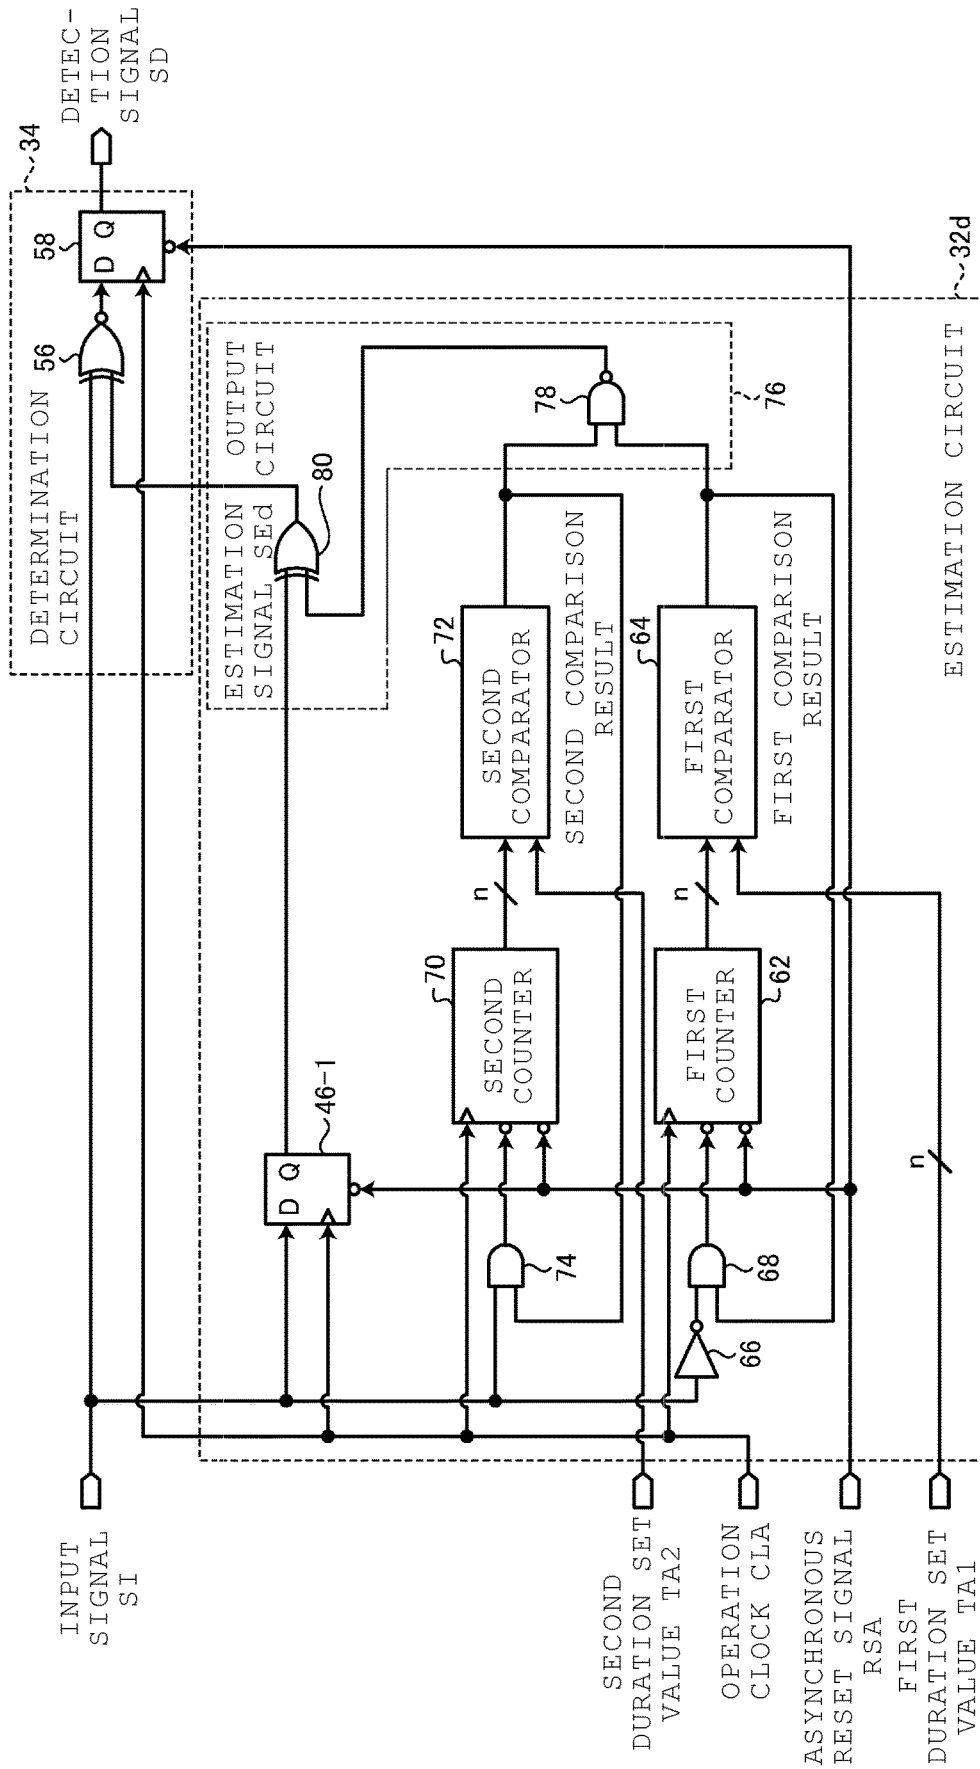 INPUT
SIGNAL
SI
DETERMINATION
CIRCUIT
56
58
D Q
34
DETEC-
TION
SIGNAL
SD
ESTIMATION
SIGNAL SEd
OUTPUT
CIRCUIT
80
78
76
46-1
D Q
74
70
SECOND
COUNTER
n
72
SECOND
COMPARATOR
SECOND COMPARISON
RESULT
66
68
FIRST
COUNTER
62
n
64
FIRST
COMPARATOR
FIRST COMPARISON
RESULT
SECOND
DURATION SET
VALUE TA2
OPERATION
CLOCK CLA
ASYNCHRONOUS
RESET SIGNAL
RSA
FIRST
DURATION SET
VALUE TA1
n
ESTIMATION CIRCUIT
32d